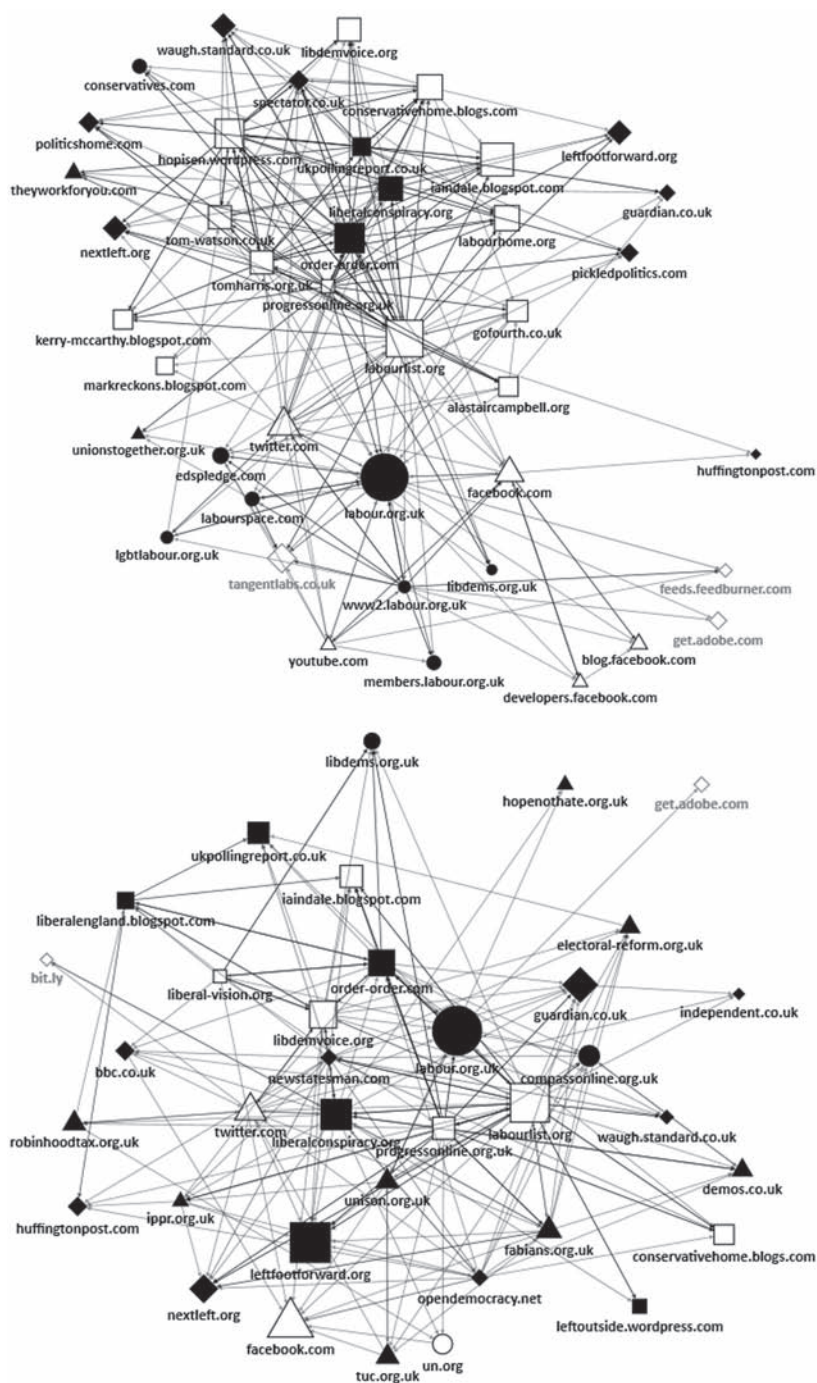 waugh.standard.co.uk
libdemvoice.org
conservatives.com
spectator.co.uk
conservativehome.blogs.com
politicshome.com
hopisen.wordpress.com
ukpollingreport.co.uk
leftfootforward.org
theyworkforyou.com
iaindale.blogspot.com
liberalconspiracy.org
guardian.co.uk
tom-watson.co.uk
labourhome.org
nextleft.org
order-order.com
pickledpolitics.com
tomharris.org.uk
progressonline.org.uk
gofourth.co.uk
kerry-mccarthy.blogspot.com
labourlist.org
markreckons.blogspot.com
alastaircampbell.org
unionstogether.org.uk
twitter.com
huffingtonpost.com
edspledge.com
facebook.com
labourspace.com
labour.org.uk
lgbtlabour.org.uk
tangentlabs.co.uk
libdems.org.uk
feeds.feedburner.com
www2.labour.org.uk
get.adobe.com
youtube.com
blog.facebook.com
members.labour.org.uk
developers.facebook.com
libdems.org.uk
hopenothate.org.uk
get.adobe.com
ukpollingreport.co.uk
iaindale.blogspot.com
liberalengland.blogspot.com
electoral-reform.org.uk
bit.ly
liberal-vision.org
order-order.com
guardian.co.uk
independent.co.uk
libdemvoice.org
labour.org.uk
bbc.co.uk
newstatesman.com
compassonline.org.uk
robinhoodtax.org.uk
twitter.com
liberalconspiracy.org
progressonline.org.uk
labourlist.org
waugh.standard.co.uk
demos.co.uk
huffingtonpost.com
ippr.org.uk
unison.org.uk
fabians.org.uk
conservativehome.blogs.com
leftfootforward.org
opendemocracy.net
nextleft.org
leftoutside.wordpress.com
facebook.com
un.org
tuc.org.uk